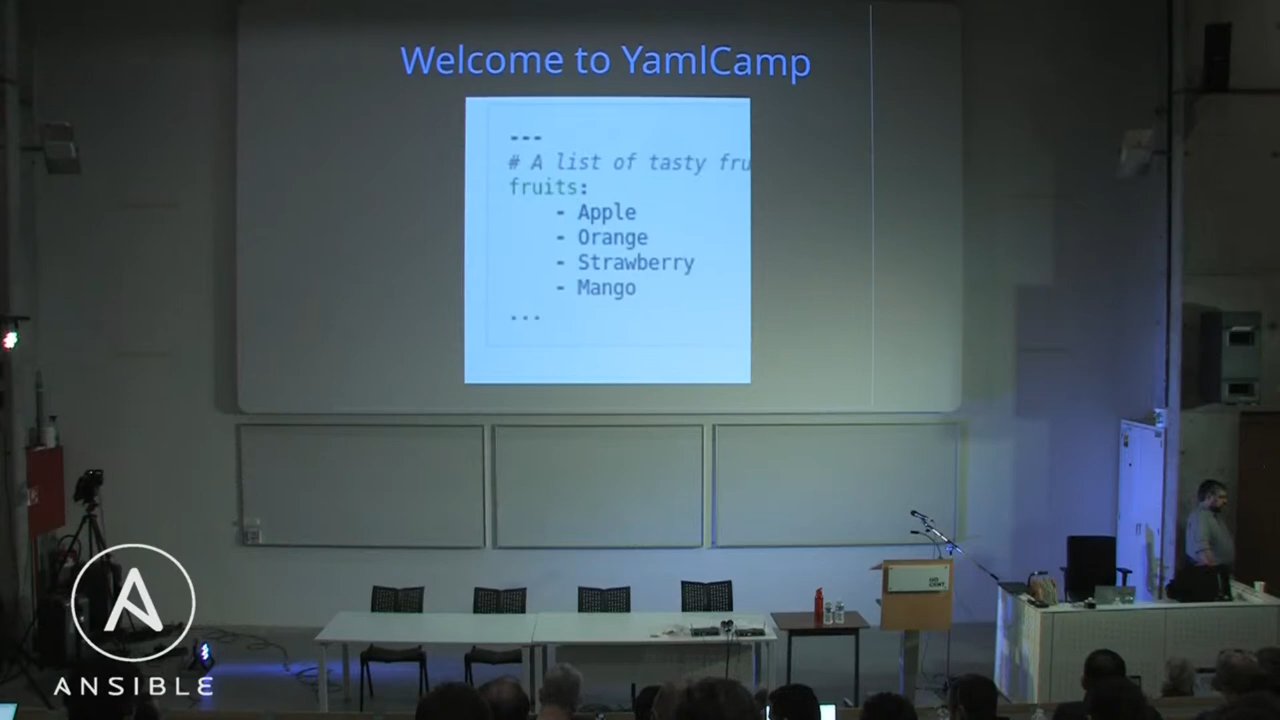 Welcome to YamlCamp
---
# A list of tasty fru
fruits:
- Apple
- Orange
- Strawberry
- Mango
...
ANSIBLE